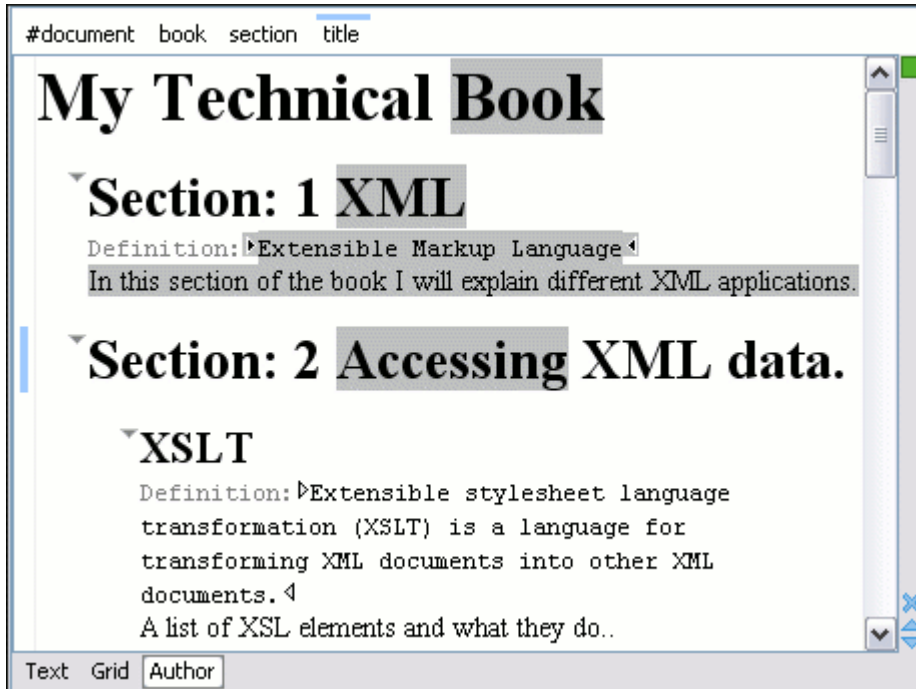 #document book section title
My Technical Book
Section: 1 XML
Definition: Extensible Markup Language
In this section of the book I will explain different XML applications.
Section: 2 Accessing XML data.
XSLT
Definition: Extensible stylesheet language
transformation (XSLT) is a language for
transforming XML documents into other XML
documents.
A list of XSL elements and what they do..
Text Grid Author